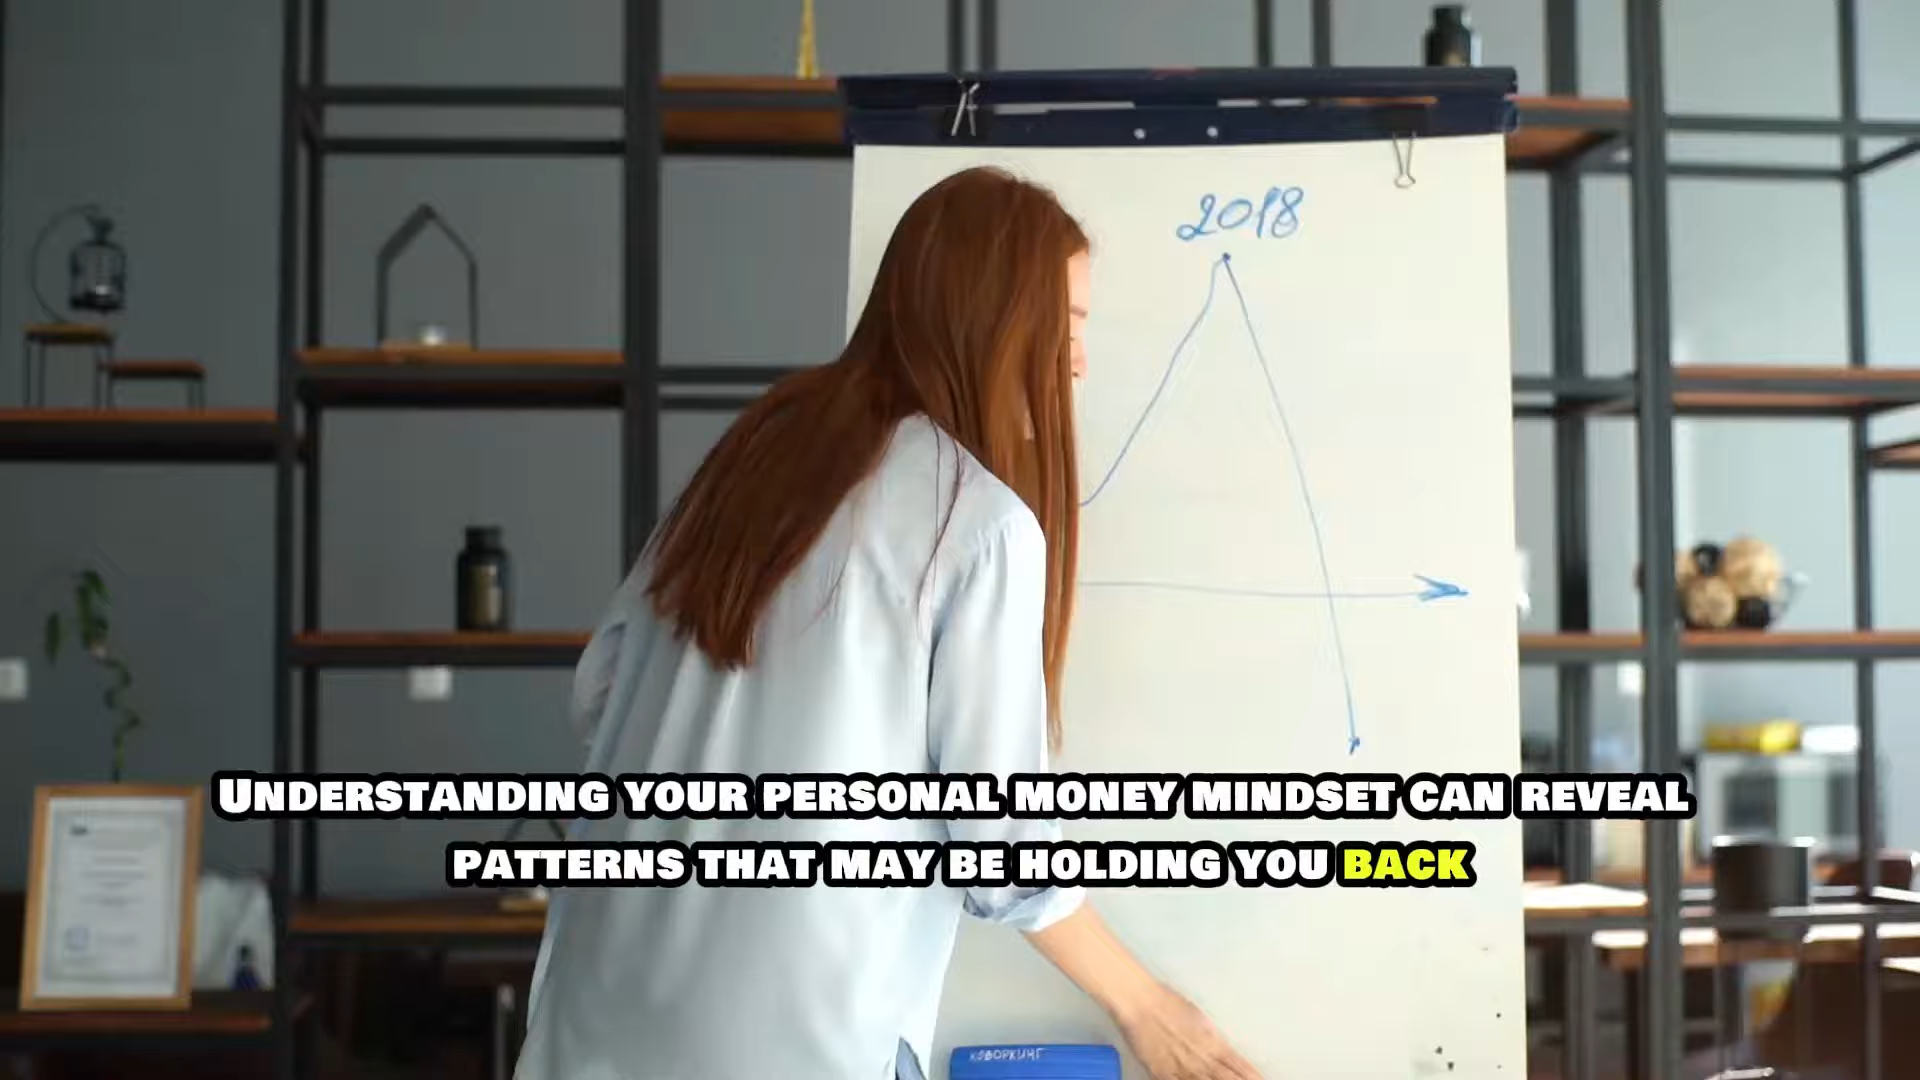 2018
UNDERSTANDING YOUR PERSONAL MONEY MINDSET CAN REVEAL
PATTERNS THAT MAY BE HOLDING YOU BACK
КОВОРКИНГ